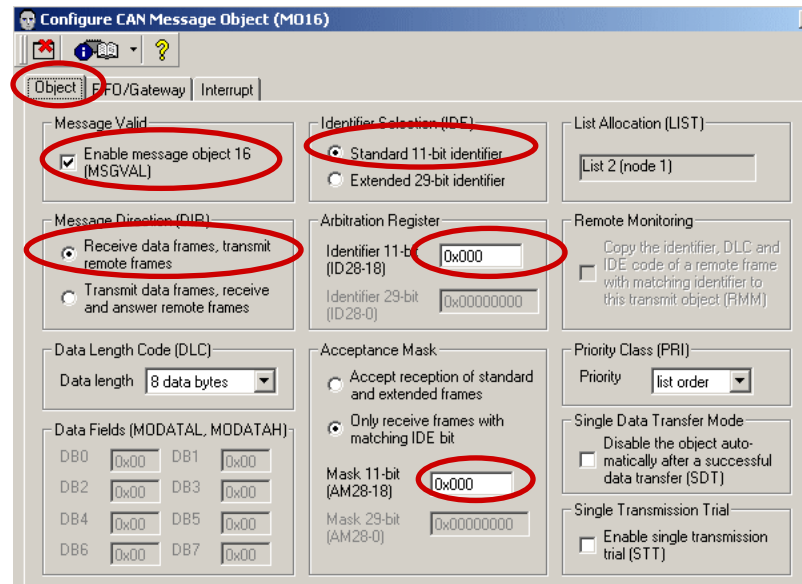 Configure CAN Message Object (MO16)
Object
FIFO/Gateway
Interrupt
Message Valid
Enable message object 16
(MSGVAL)
Message Direction (DIR)
Receive data frames, transmit
remote frames
Transmit data frames, receive
and answer remote frames
Data Length Code (DLC)
Data length 8 data bytes
Data Fields (MODATAL, MODATAH)
DB0 0x00 DB1 0x00
DB2 0x00 DB3 0x00
DB4 0x00 DB5 0x00
DB6 0x00 DB7 0x00
Identifier Selection (IDE)
Standard 11-bit identifier
Extended 29-bit identifier
Arbitration Register
Identifier 11-bit 0x000
(ID28-18)
Identifier 29-bit 0x00000000
(ID28-0)
Acceptance Mask
Accept reception of standard
and extended frames
Only receive frames with
matching IDE bit
Mask 11-bit 0x000
(AM28-18)
Mask 29-bit 0x00000000
(AM28-0)
List Allocation (LIST)
List 2 (node 1)
Remote Monitoring
Copy the identifier, DLC and
IDE code of a remote frame
with matching identifier to
this transmit object (RMM)
Priority Class (PRI)
Priority list order
Single Data Transfer Mode
Disable the object auto-
matically after a successful
data transfer (SDT)
Single Transmission Trial
Enable single transmission
trial (STT)